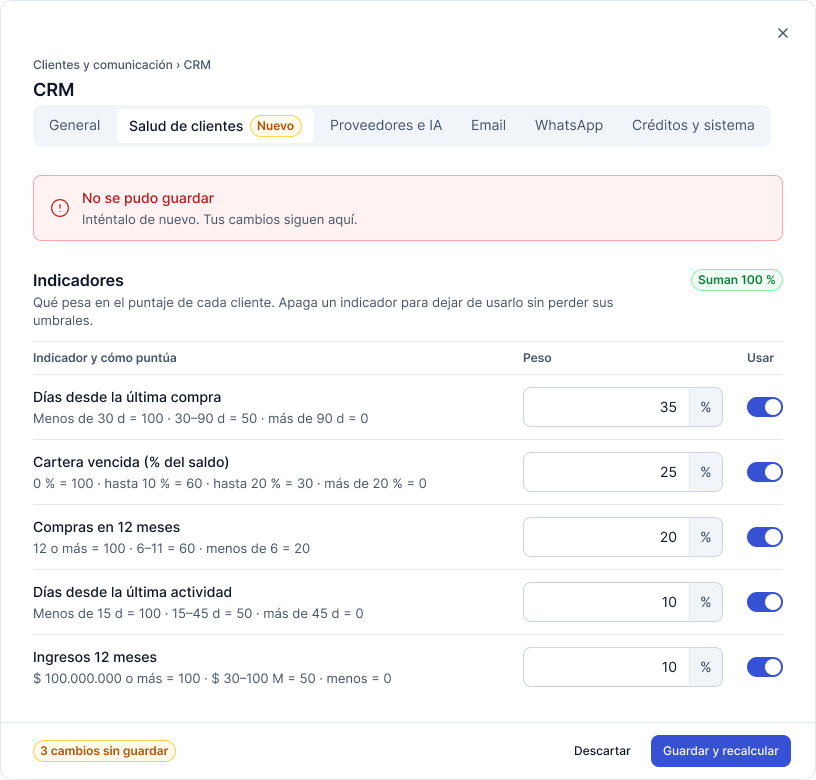 Clientes y comunicación › CRM
CRM
General
Salud de clientes Nuevo
Proveedores e IA
Email
WhatsApp
Créditos y sistema
No se pudo guardar
Inténtalo de nuevo. Tus cambios siguen aquí.
Indicadores
Suman 100 %
Qué pesa en el puntaje de cada cliente. Apaga un indicador para dejar de usarlo sin perder sus
umbrales.
Indicador y cómo puntúa
Peso
Usar
Días desde la última compra
Menos de 30 d = 100 · 30–90 d = 50 · más de 90 d = 0
35 %
Cartera vencida (% del saldo)
0 % = 100 · hasta 10 % = 60 · hasta 20 % = 30 · más de 20 % = 0
25 %
Compras en 12 meses
12 o más = 100 · 6–11 = 60 · menos de 6 = 20
20 %
Días desde la última actividad
Menos de 15 d = 100 · 15–45 d = 50 · más de 45 d = 0
10 %
Ingresos 12 meses
$ 100.000.000 o más = 100 · $ 30–100 M = 50 · menos = 0
10 %
3 cambios sin guardar
Descartar
Guardar y recalcular